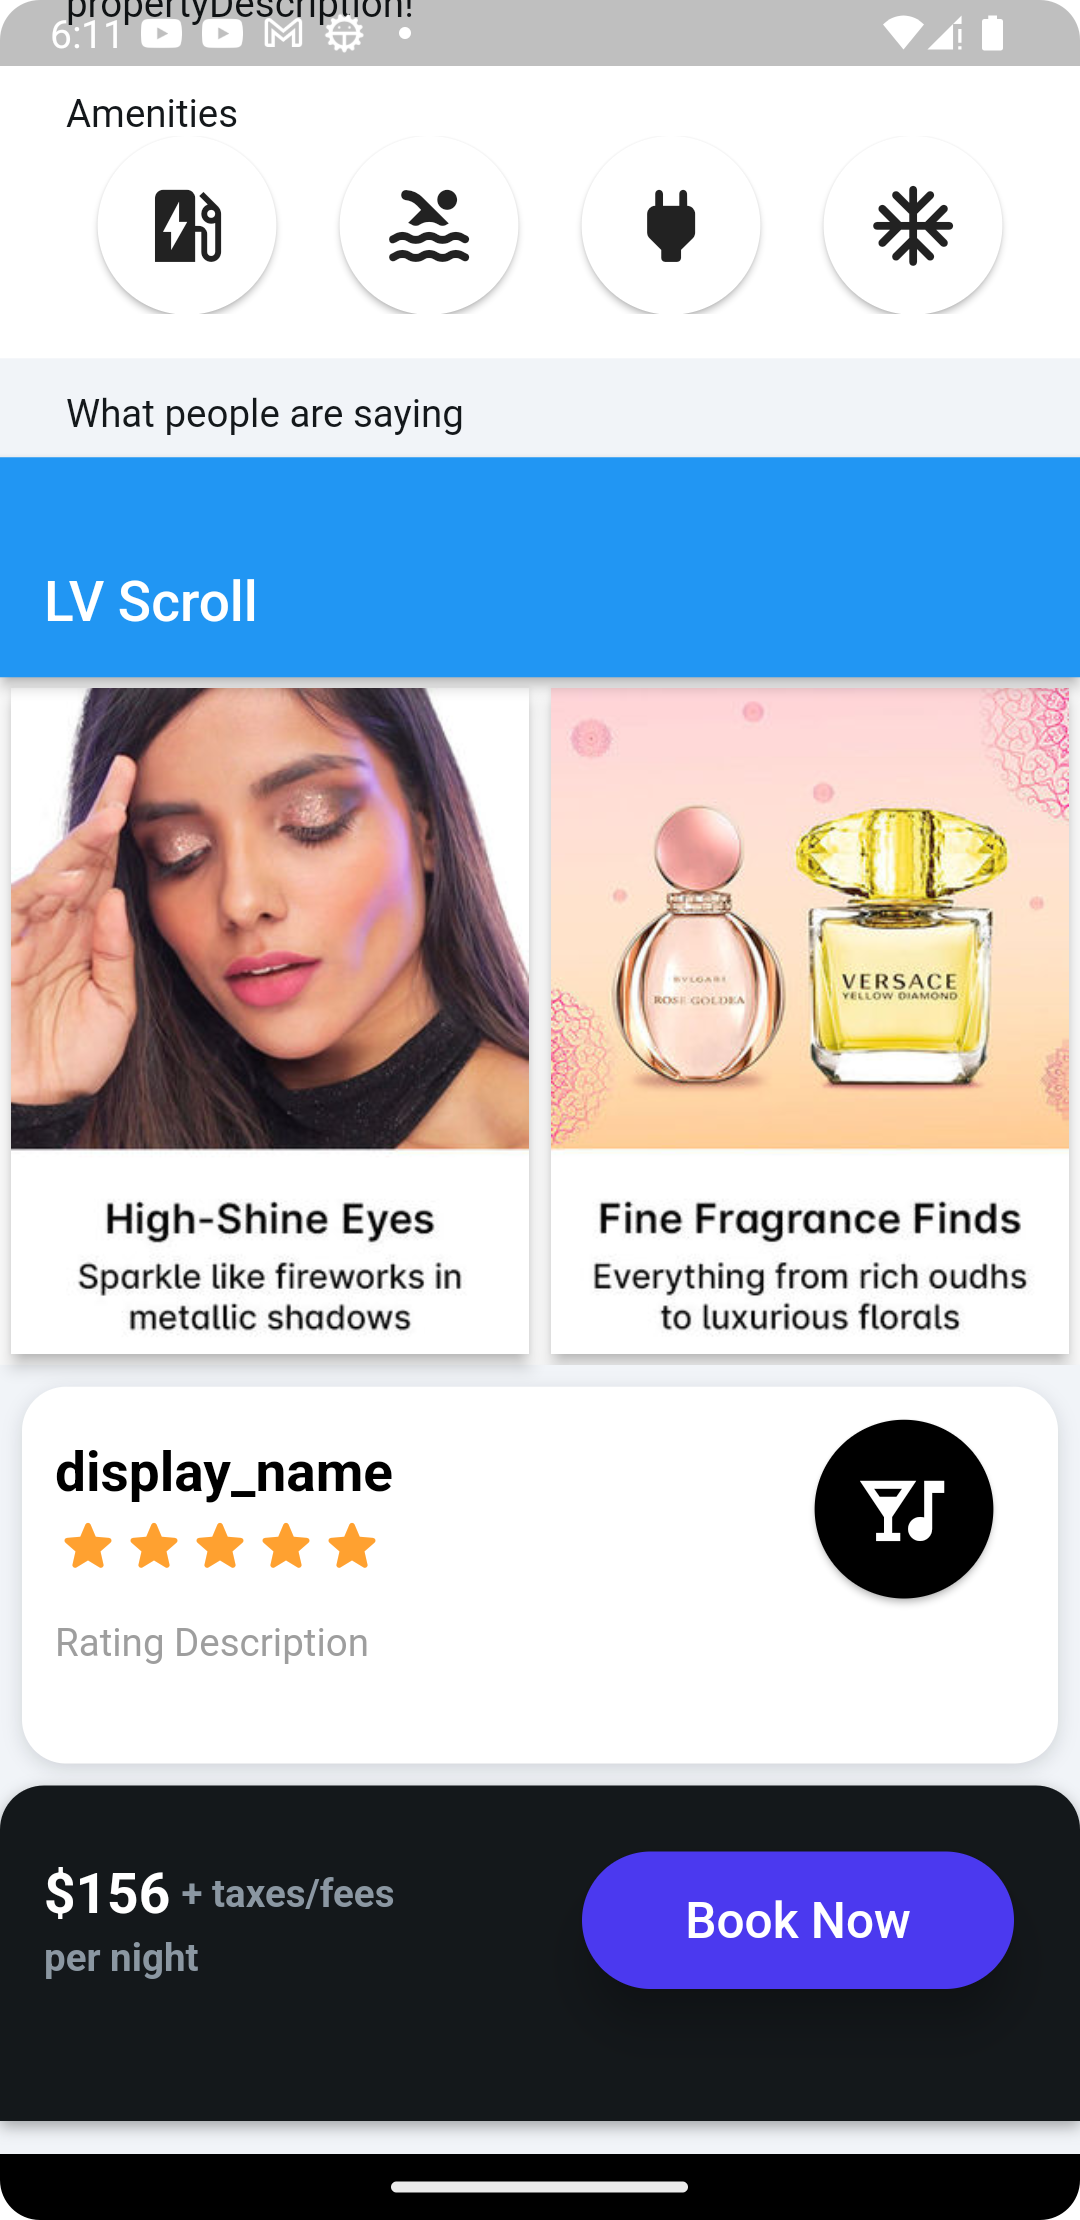 propertyDescription!
6:11
Amenities
What people are saying
LV Scroll
BVLGARI
ROSE GOLDEA
VERSACE
YELLOW DIAMOND
High-Shine Eyes
Sparkle like fireworks in
metallic shadows
Fine Fragrance Finds
Everything from rich oudhs
to luxurious florals
display_name
Rating Description
$156 + taxes/fees
per night
Book Now